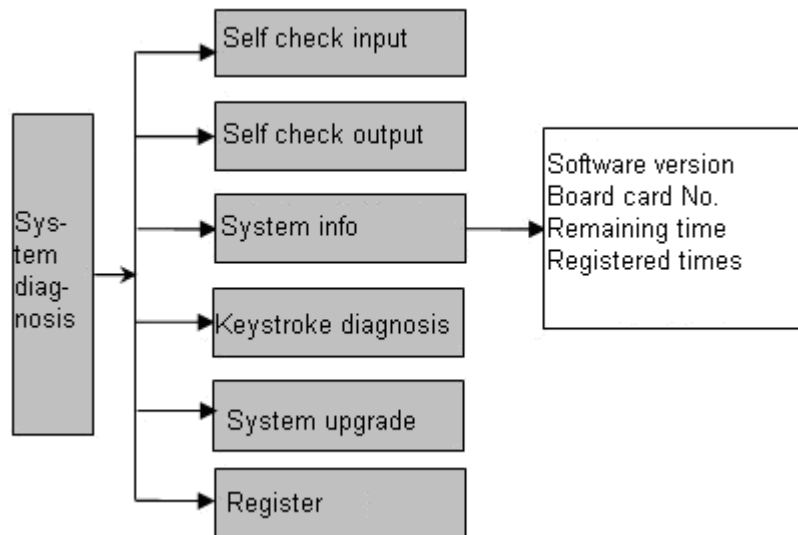 Sys-
tem
diag-
nosis
Self check input
Self check output
System info
Keystroke diagnosis
System upgrade
Register
Software version
Board card No.
Remaining time
Registered times